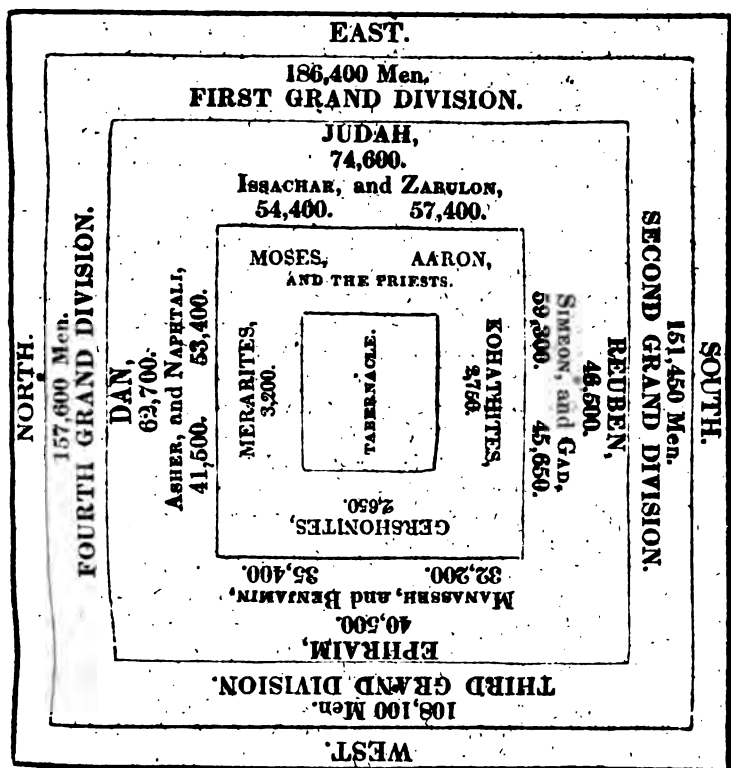 EAST.
186,400 Men.
FIRST GRAND DIVISION.
JUDAH,
74,600.
ISSACHAR, and ZABULON,
54,400. 57,400.
MOSES, AARON,
AND THE PRIESTS.
TABERNACLE.
KOHATHITES,
2,750.
SIMEON, and GAD,
59,300. 45,650.
REUBEN,
46,500.
151,450 Men.
SECOND GRAND DIVISION.
SOUTH.
GERSHONITES,
2,650.
MANASSEH, and BENJAMIN,
32,200. 35,400.
EPHRAIM,
40,500.
108,100 Men.
THIRD GRAND DIVISION.
WEST.
MERARITES,
3,200.
ASHER, and NAPHTALI,
41,500. 53,400.
DAN,
62,700.
157,600 Men.
FOURTH GRAND DIVISION.
NORTH.